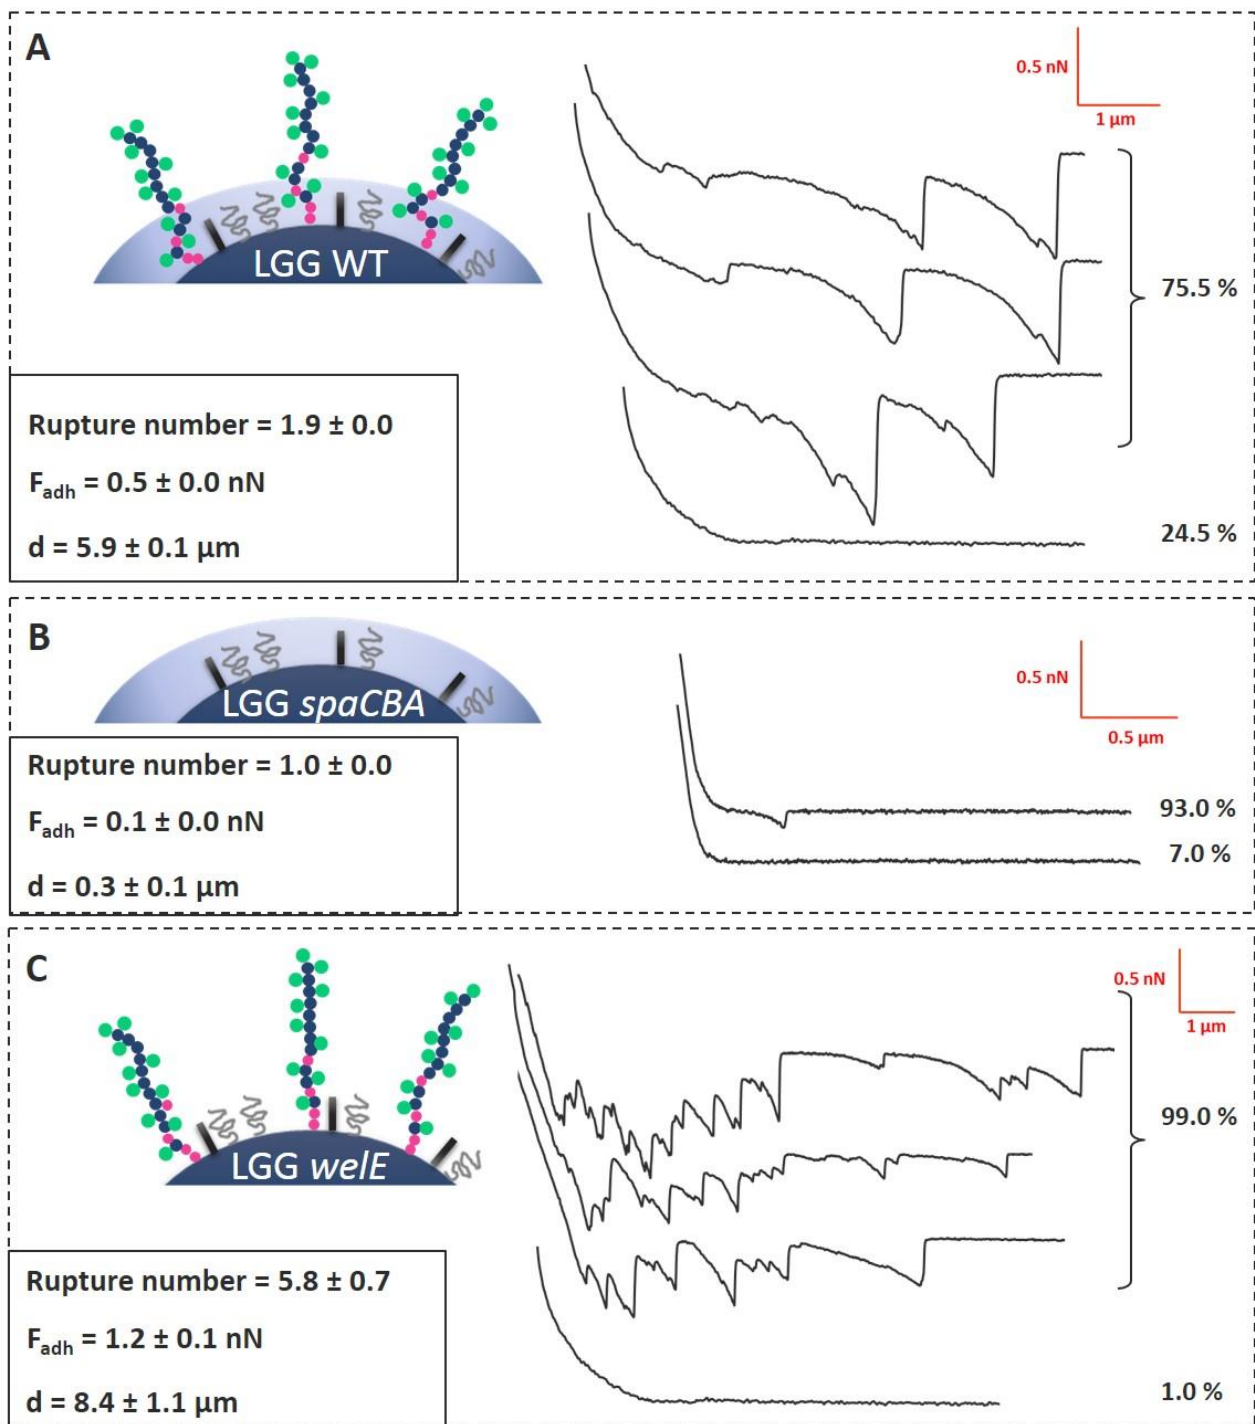 A
LGG WT
0.5 nN
1 µm
75.5 %
24.5 %
Rupture number = 1.9 ± 0.0
Fadh = 0.5 ± 0.0 nN
d = 5.9 ± 0.1 µm
B
LGG spaCBA
0.5 nN
0.5 µm
93.0 %
7.0 %
Rupture number = 1.0 ± 0.0
Fadh = 0.1 ± 0.0 nN
d = 0.3 ± 0.1 µm
C
LGG welE
0.5 nN
1 µm
99.0 %
1.0 %
Rupture number = 5.8 ± 0.7
Fadh = 1.2 ± 0.1 nN
d = 8.4 ± 1.1 µm